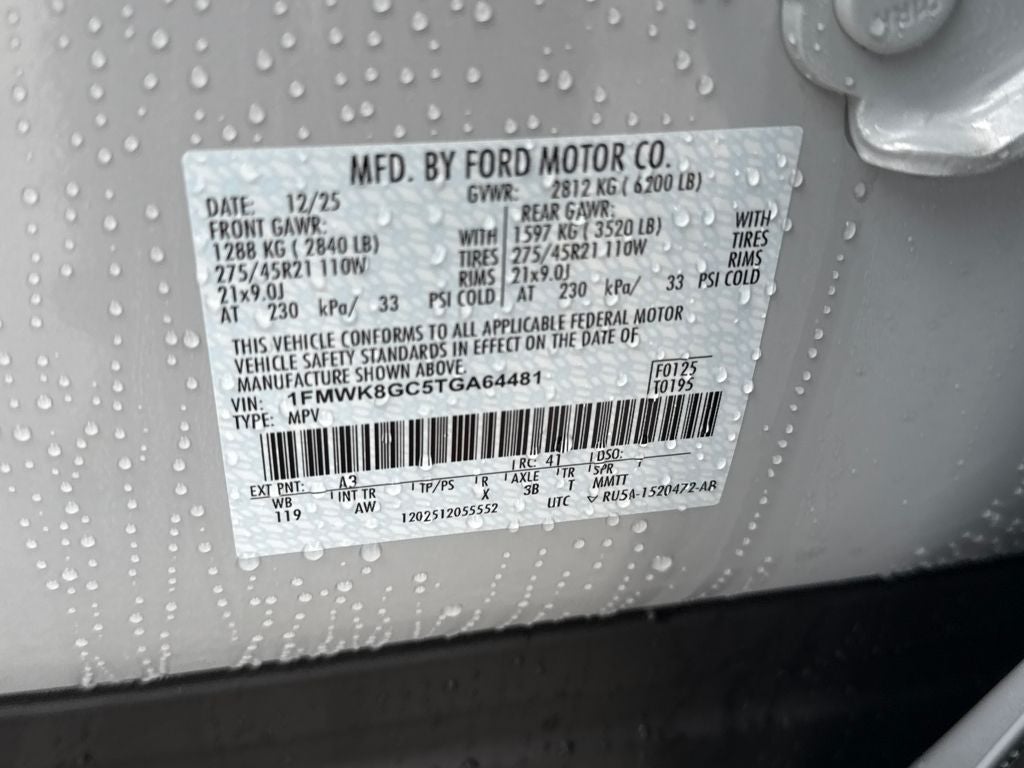 MFD. BY FORD MOTOR CO.
DATE: 12/25 GVWR: 2812 KG ( 6200 LB)
FRONT GAWR: REAR GAWR:
1288 KG ( 2840 LB) WITH 1597 KG ( 3520 LB) WITH
275/45R21 110W TIRES 275/45R21 110W TIRES
21x9.0J RIMS 21x9.0J RIMS
AT 230 kPa/ 33 PSI COLD AT 230 kPa/ 33 PSI COLD
THIS VEHICLE CONFORMS TO ALL APPLICABLE FEDERAL MOTOR
VEHICLE SAFETY STANDARDS IN EFFECT ON THE DATE OF
MANUFACTURE SHOWN ABOVE.
VIN: 1FMWK8GC5TGA64481 F0125
TYPE: MPV T0195
EXT PNT: A3 RC: 41 DSO:
WB INT TR TP/PS R AXLE TR SPR
119 AW X 3B T MMTT
1202512055552 UTC RU5A-1520472-AR